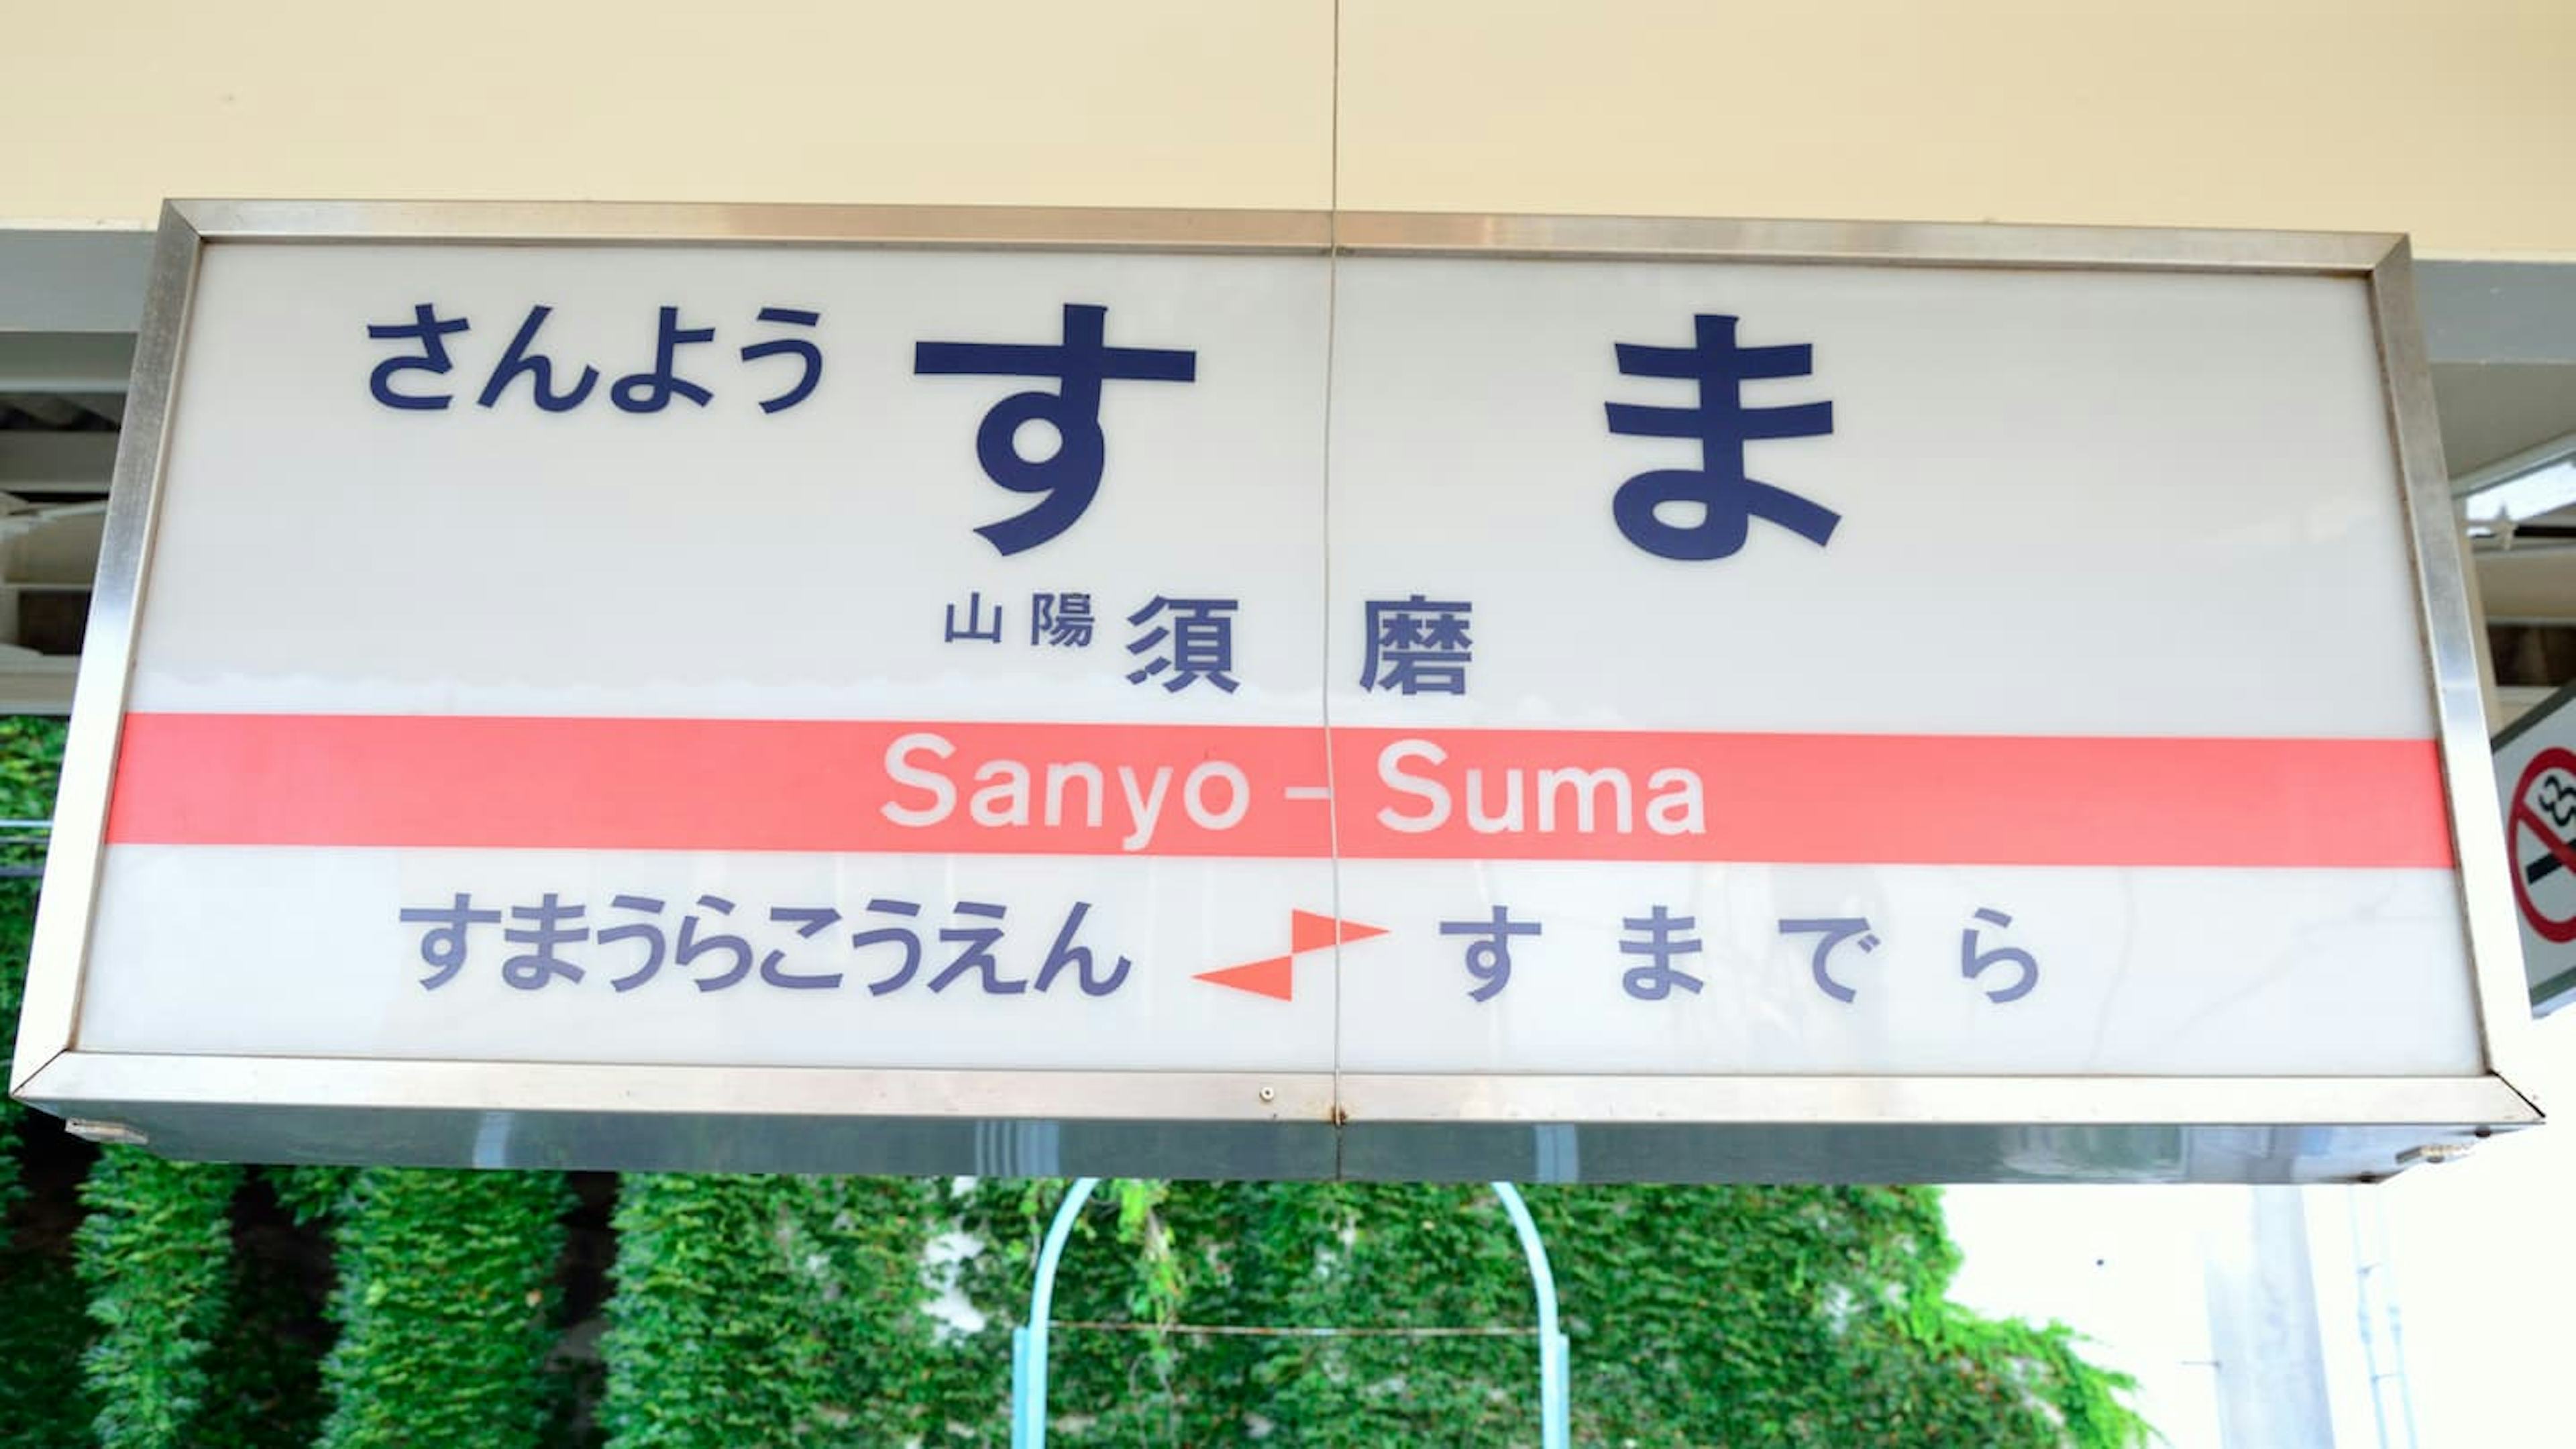 さんよう すま
山陽須磨
Sanyo-Suma
すまうらこうえん すまでら